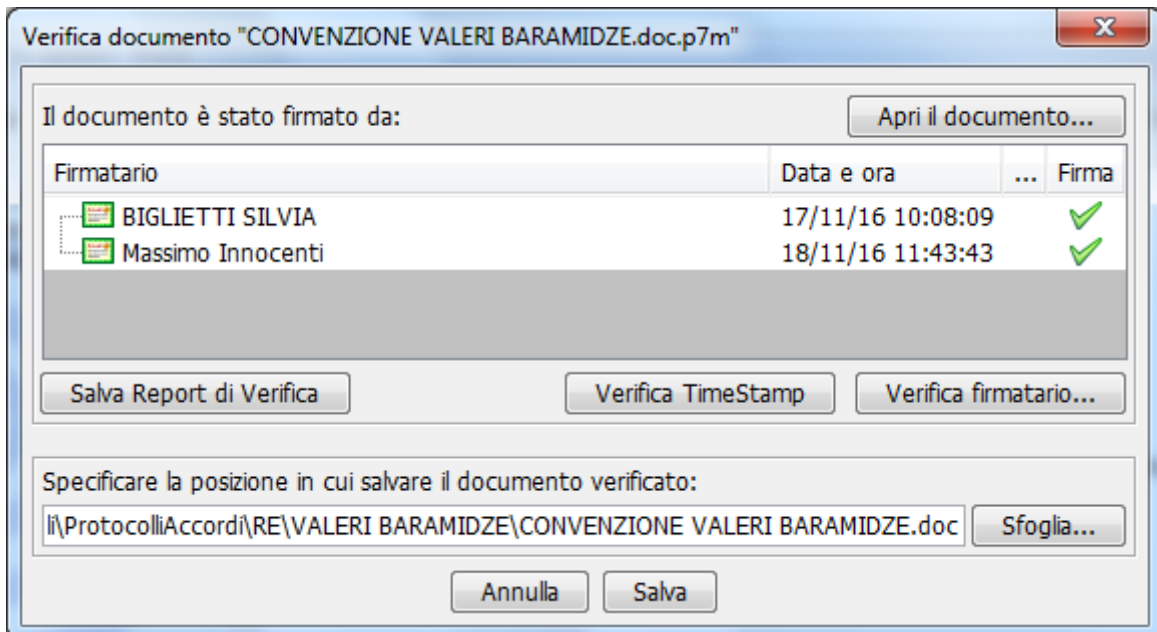 Verifica documento "CONVENZIONE VALERI BARAMIDZE.doc.p7m"
Il documento è stato firmato da: Apri il documento...
Firmatario Data e ora ... Firma
BIGLIETTI SILVIA 17/11/16 10:08:09
Massimo Innocenti 18/11/16 11:43:43
Salva Report di Verifica Verifica TimeStamp Verifica firmatario...
Specificare la posizione in cui salvare il documento verificato:
li\ProtocolliAccordi\RE\VALERI BARAMIDZE\CONVENZIONE VALERI BARAMIDZE.doc Sfoglia...
Annulla Salva